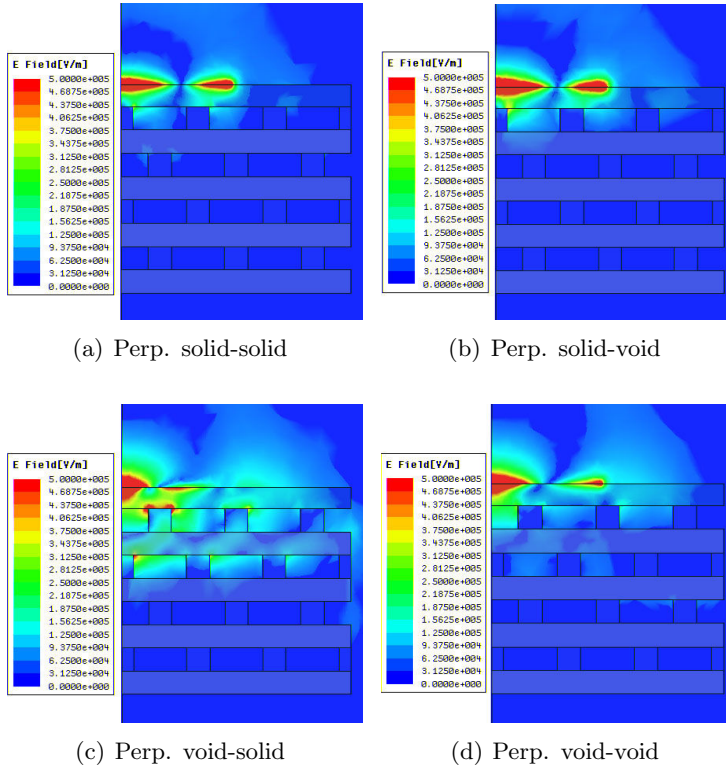 E Field[V/m]
5.0000e+005
4.6875e+005
4.3750e+005
4.0625e+005
3.7500e+005
3.4375e+005
3.1250e+005
2.8125e+005
2.5000e+005
2.1875e+005
1.8750e+005
1.5625e+005
1.2500e+005
9.3750e+004
6.2500e+004
3.1250e+004
0.0000e+000
(a) Perp. solid-solid
E Field[V/m]
5.0000e+005
4.6875e+005
4.3750e+005
4.0625e+005
3.7500e+005
3.4375e+005
3.1250e+005
2.8125e+005
2.5000e+005
2.1875e+005
1.8750e+005
1.5625e+005
1.2500e+005
9.3750e+004
6.2500e+004
3.1250e+004
0.0000e+000
(b) Perp. solid-void
E Field[V/m]
5.0000e+005
4.6875e+005
4.3750e+005
4.0625e+005
3.7500e+005
3.4375e+005
3.1250e+005
2.8125e+005
2.5000e+005
2.1875e+005
1.8750e+005
1.5625e+005
1.2500e+005
9.3750e+004
6.2500e+004
3.1250e+004
0.0000e+000
(c) Perp. void-solid
E Field[V/m]
5.0000e+005
4.6875e+005
4.3750e+005
4.0625e+005
3.7500e+005
3.4375e+005
3.1250e+005
2.8125e+005
2.5000e+005
2.1875e+005
1.8750e+005
1.5625e+005
1.2500e+005
9.3750e+004
6.2500e+004
3.1250e+004
0.0000e+000
(d) Perp. void-void